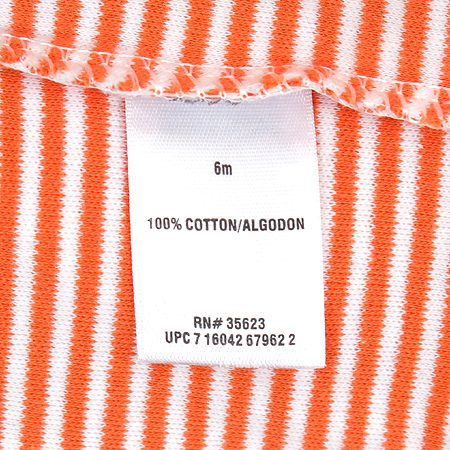 6m
100% COTTON/ALGODON
RN# 35623
UPC 7 16042 67962 2